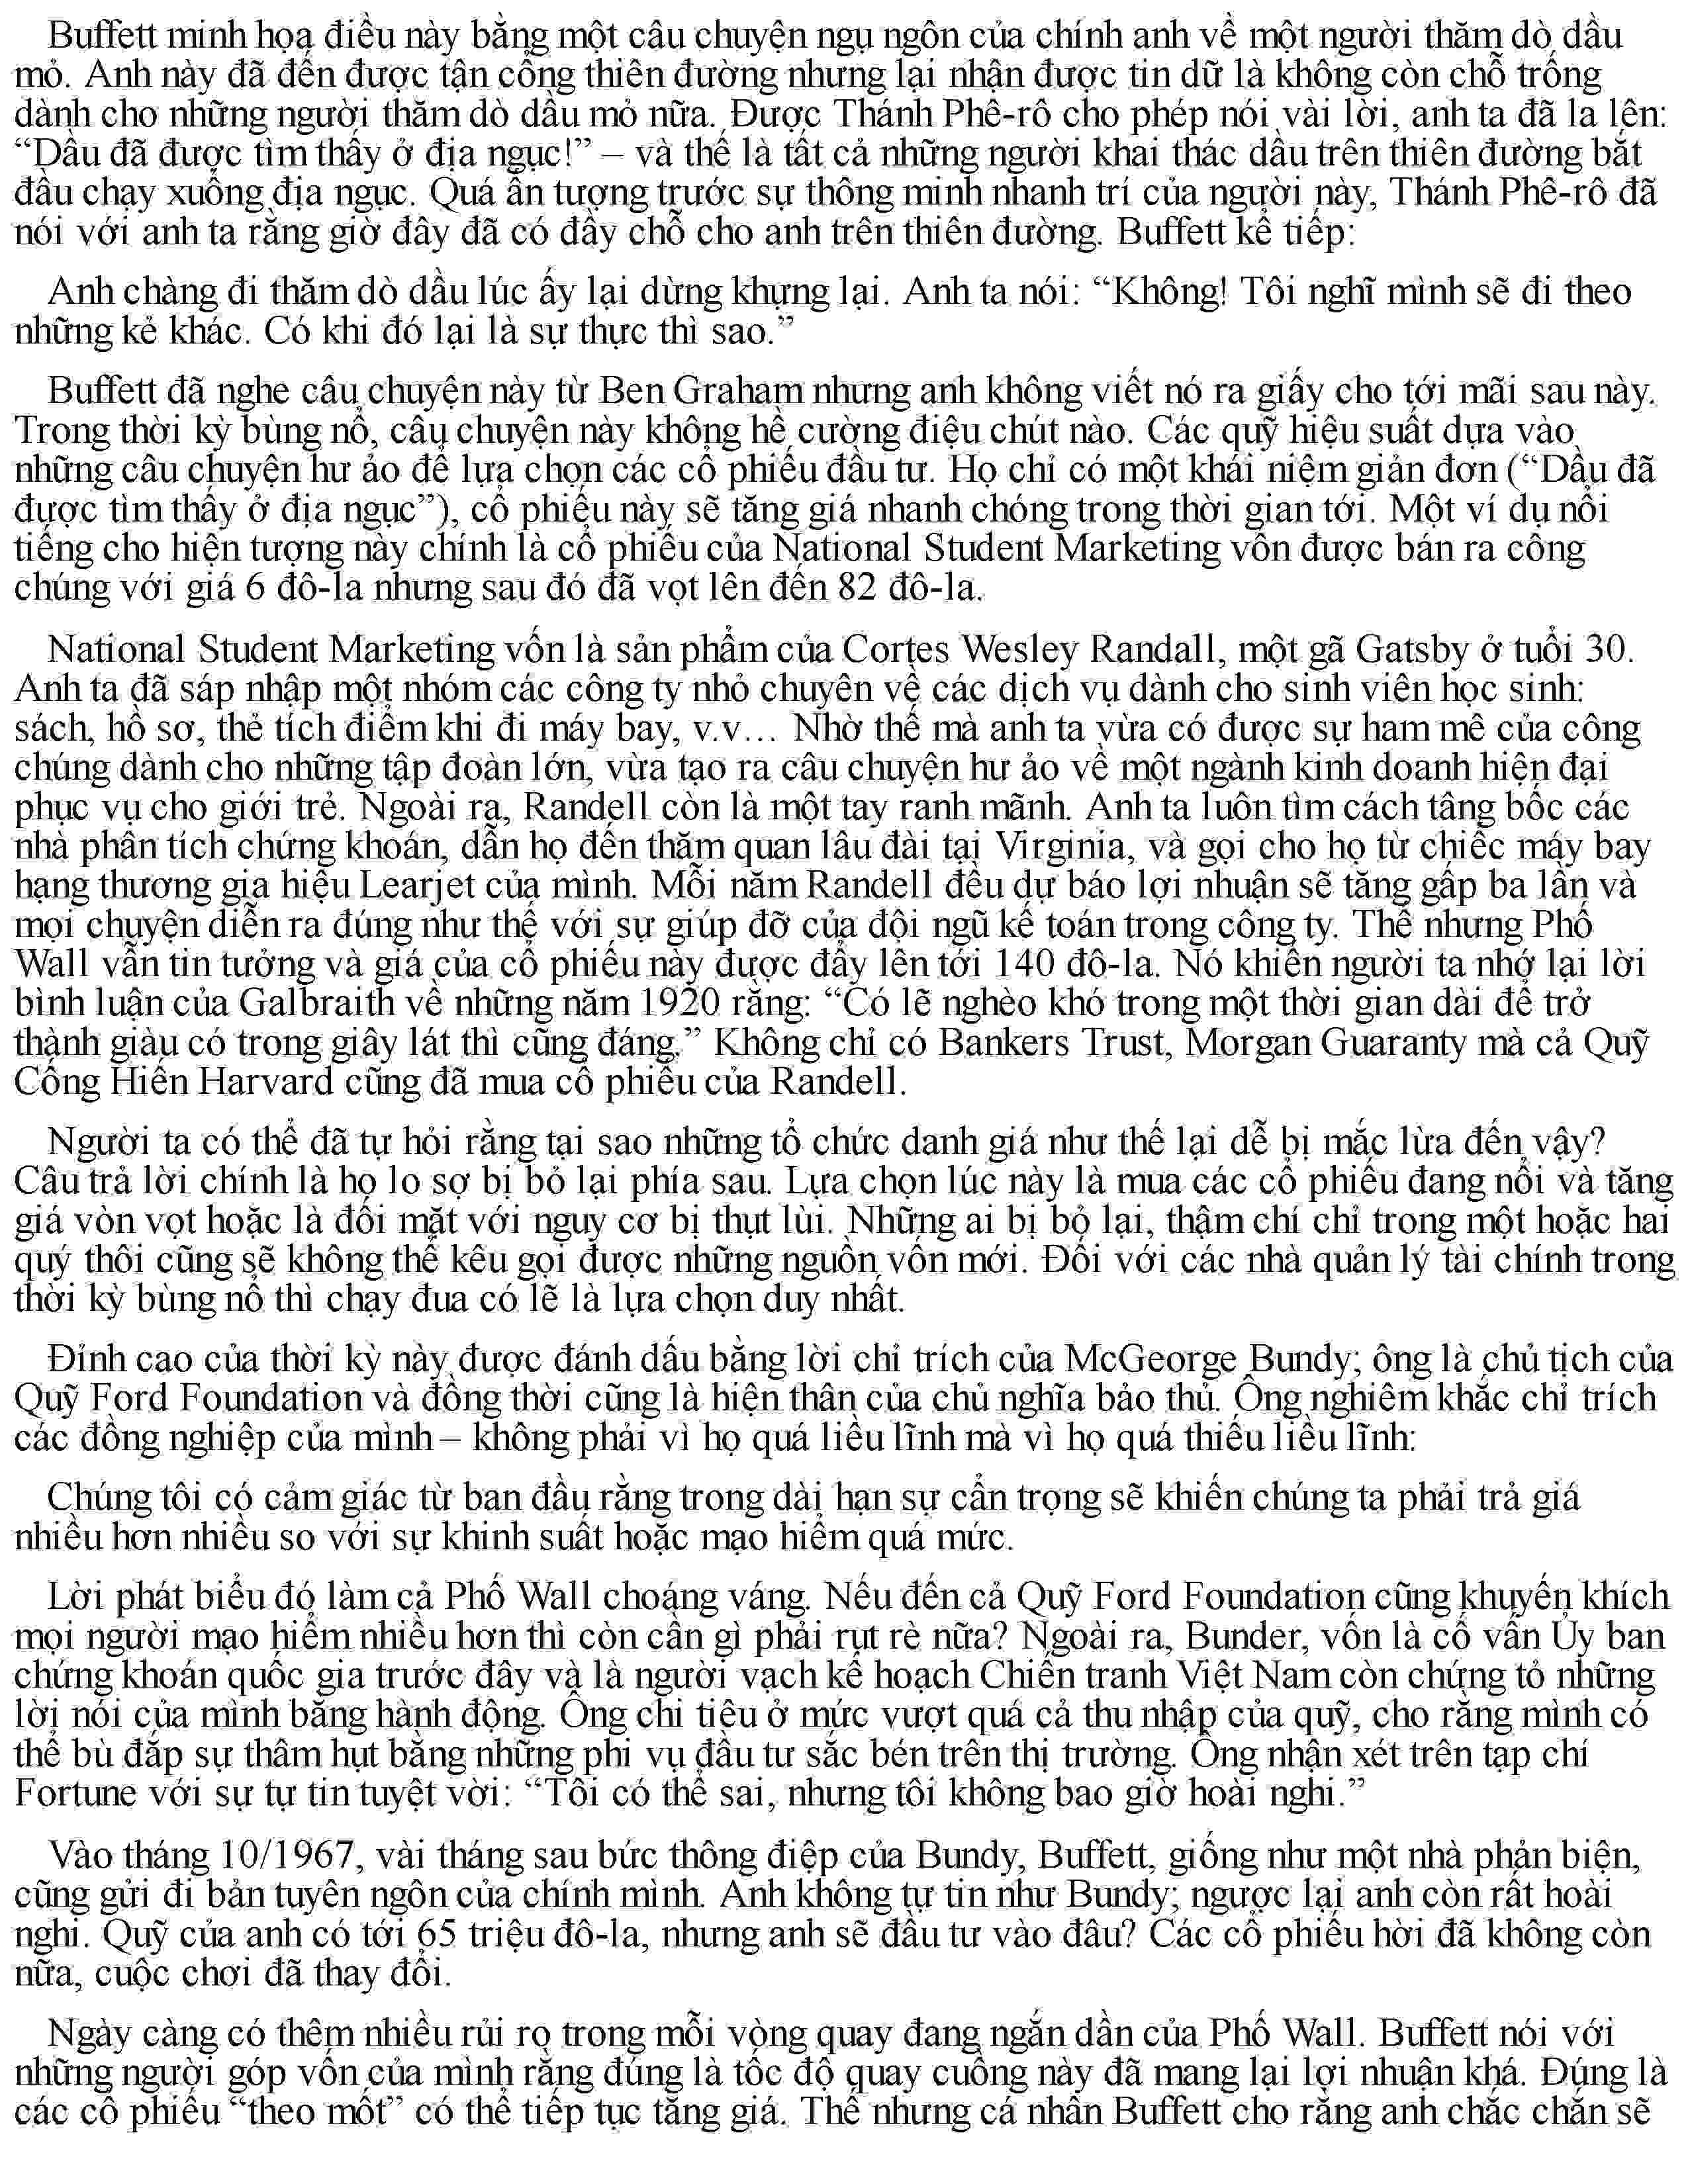 Buffett minh họa điều này bằng một câu chuyện ngụ ngôn của chính anh về một người thăm dò dầu
mỏ. Anh này đã đến được tận cổng thiên đường nhưng lại nhận được tin dữ là không còn chỗ trống
dành cho những người thăm dò dầu mỏ nữa. Được Thánh Phê-rô cho phép nói vài lời, anh ta đã la lên:
“Dầu đã được tìm thấy ở địa ngục!” – và thế là tất cả những người khai thác dầu trên thiên đường bắt
đầu chạy xuống địa ngục. Quá ấn tượng trước sự thông minh nhanh trí của người này, Thánh Phê-rô đã
nói với anh ta rằng giờ đây đã có đầy chỗ cho anh trên thiên đường. Buffett kể tiếp:
Anh chàng đi thăm dò dầu lúc ấy lại dừng khựng lại. Anh ta nói: “Không! Tôi nghĩ mình sẽ đi theo
những kẻ khác. Có khi đó lại là sự thực thì sao.”
Buffett đã nghe câu chuyện này từ Ben Graham nhưng anh không viết nó ra giấy cho tới mãi sau này.
Trong thời kỳ bùng nổ, câu chuyện này không hề cường điệu chút nào. Các quỹ hiệu suất dựa vào
những câu chuyện hư ảo để lựa chọn các cổ phiếu đầu tư. Họ chỉ có một khái niệm giản đơn (“Dầu đã
được tìm thấy ở địa ngục”), cổ phiếu này sẽ tăng giá nhanh chóng trong thời gian tới. Một ví dụ nổi
tiếng cho hiện tượng này chính là cổ phiếu của National Student Marketing vốn được bán ra công
chúng với giá 6 đô-la nhưng sau đó đã vọt lên đến 82 đô-la.
National Student Marketing vốn là sản phẩm của Cortes Wesley Randall, một gã Gatsby ở tuổi 30.
Anh ta đã sáp nhập một nhóm các công ty nhỏ chuyên về các dịch vụ dành cho sinh viên học sinh:
sách, hồ sơ, thẻ tích điểm khi đi máy bay, v.v… Nhờ thế mà anh ta vừa có được sự ham mê của công
chúng dành cho những tập đoàn lớn, vừa tạo ra câu chuyện hư ảo về một ngành kinh doanh hiện đại
phục vụ cho giới trẻ. Ngoài ra, Randell còn là một tay ranh mãnh. Anh ta luôn tìm cách tâng bốc các
nhà phân tích chứng khoán, dẫn họ đến thăm quan lâu đài tại Virginia, và gọi cho họ từ chiếc máy bay
hạng thương gia hiệu Learjet của mình. Mỗi năm Randell đều dự báo lợi nhuận sẽ tăng gấp ba lần và
mọi chuyện diễn ra đúng như thế với sự giúp đỡ của đội ngũ kế toán trong công ty. Thế nhưng Phố
Wall vẫn tin tưởng và giá của cổ phiếu này được đẩy lên tới 140 đô-la. Nó khiến người ta nhớ lại lời
bình luận của Galbraith về những năm 1920 rằng: “Có lẽ nghèo khó trong một thời gian dài để trở
thành giàu có trong giây lát thì cũng đáng.” Không chỉ có Bankers Trust, Morgan Guaranty mà cả Quỹ
Cống Hiến Harvard cũng đã mua cổ phiếu của Randell.
Người ta có thể đã tự hỏi rằng tại sao những tổ chức danh giá như thế lại dễ bị mắc lừa đến vậy?
Câu trả lời chính là họ lo sợ bị bỏ lại phía sau. Lựa chọn lúc này là mua các cổ phiếu đang nổi và tăng
giá vòn vọt hoặc là đối mặt với nguy cơ bị thụt lùi. Những ai bị bỏ lại, thậm chí chỉ trong một hoặc hai
quý thôi cũng sẽ không thể kêu gọi được những nguồn vốn mới. Đối với các nhà quản lý tài chính trong
thời kỳ bùng nổ thì chạy đua có lẽ là lựa chọn duy nhất.
Đỉnh cao của thời kỳ này được đánh dấu bằng lời chỉ trích của McGeorge Bundy; ông là chủ tịch của
Quỹ Ford Foundation và đồng thời cũng là hiện thân của chủ nghĩa bảo thủ. Ông nghiêm khắc chỉ trích
các đồng nghiệp của mình – không phải vì họ quá liều lĩnh mà vì họ quá thiếu liều lĩnh:
Chúng tôi có cảm giác từ ban đầu rằng trong dài hạn sự cẩn trọng sẽ khiến chúng ta phải trả giá
nhiều hơn nhiều so với sự khinh suất hoặc mạo hiểm quá mức.
Lời phát biểu đó làm cả Phố Wall choáng váng. Nếu đến cả Quỹ Ford Foundation cũng khuyến khích
mọi người mạo hiểm nhiều hơn thì còn cần gì phải rụt rè nữa? Ngoài ra, Bunder, vốn là cố vấn Ủy ban
chứng khoán quốc gia trước đây và là người vạch kế hoạch Chiến tranh Việt Nam còn chứng tỏ những
lời nói của mình bằng hành động. Ông chi tiêu ở mức vượt quá cả thu nhập của quỹ, cho rằng mình có
thể bù đắp sự thâm hụt bằng những phi vụ đầu tư sắc bén trên thị trường. Ông nhận xét trên tạp chí
Fortune với sự tự tin tuyệt vời: “Tôi có thể sai, nhưng tôi không bao giờ hoài nghi.”
Vào tháng 10/1967, vài tháng sau bức thông điệp của Bundy, Buffett, giống như một nhà phản biện,
cũng gửi đi bản tuyên ngôn của chính mình. Anh không tự tin như Bundy; ngược lại anh còn rất hoài
nghi. Quỹ của anh có tới 65 triệu đô-la, nhưng anh sẽ đầu tư vào đâu? Các cổ phiếu hời đã không còn
nữa, cuộc chơi đã thay đổi.
Ngày càng có thêm nhiều rủi ro trong mỗi vòng quay đang ngắn dần của Phố Wall. Buffett nói với
những người góp vốn của mình rằng đúng là tốc độ quay cuồng này đã mang lại lợi nhuận khá. Đúng là
các cổ phiếu “theo mốt” có thể tiếp tục tăng giá. Thế nhưng cá nhân Buffett cho rằng anh chắc chắn sẽ